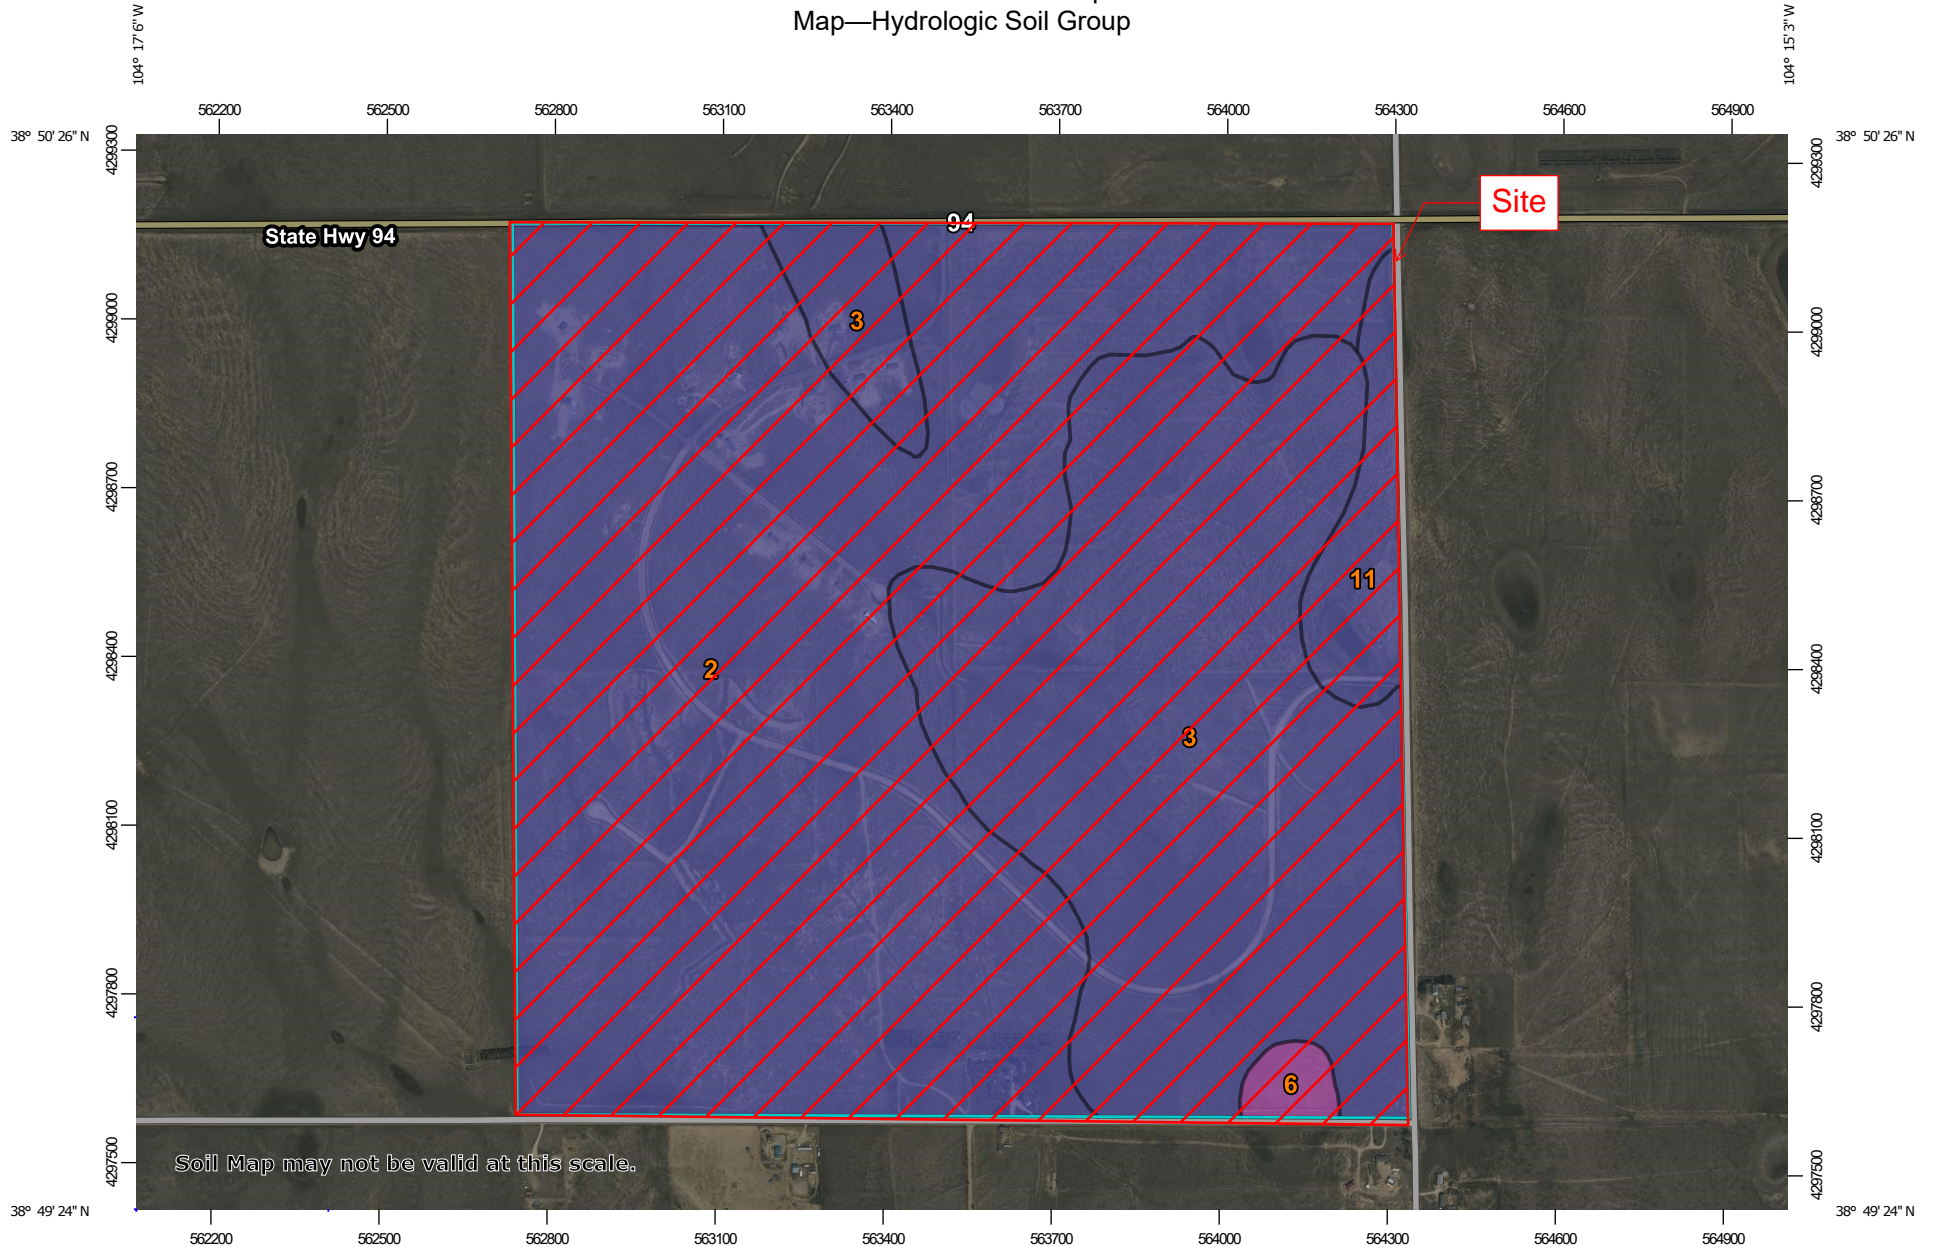 Map—Hydrologic Soil Group
104° 17' 6" W
104° 15' 3" W
562200 562500 562800 563100 563400 563700 564000 564300 564600 564900
38° 50' 26" N
38° 50' 26" N
4299300
4299300
Site
94
State Hwy 94
3
4299000
4299000
4298700
4298700
11
4298400
4298400
2
3
4298100
4298100
4297800
4297800
6
4297500
4297500
Soil Map may not be valid at this scale.
38° 49' 24" N
38° 49' 24" N
562200 562500 562800 563100 563400 563700 564000 564300 564600 564900